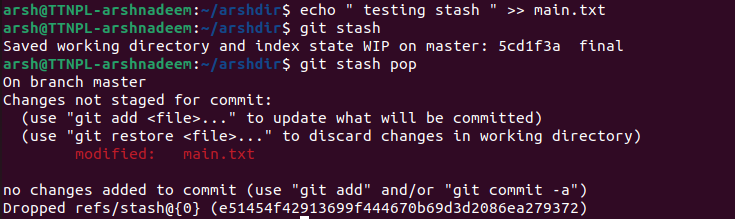 arsh@TTNPL-arshnadeem:~/arshdir$ echo " testing stash " >> main.txt
arsh@TTNPL-arshnadeem:~/arshdir$ git stash
Saved working directory and index state WIP on master: 5cd1f3a  final
arsh@TTNPL-arshnadeem:~/arshdir$ git stash pop
On branch master
Changes not staged for commit:
  (use "git add <file>..." to update what will be committed)
  (use "git restore <file>..." to discard changes in working directory)
        modified:   main.txt

no changes added to commit (use "git add" and/or "git commit -a")
Dropped refs/stash@{0} (e51454f42913699f444670b69d3d2086ea279372)